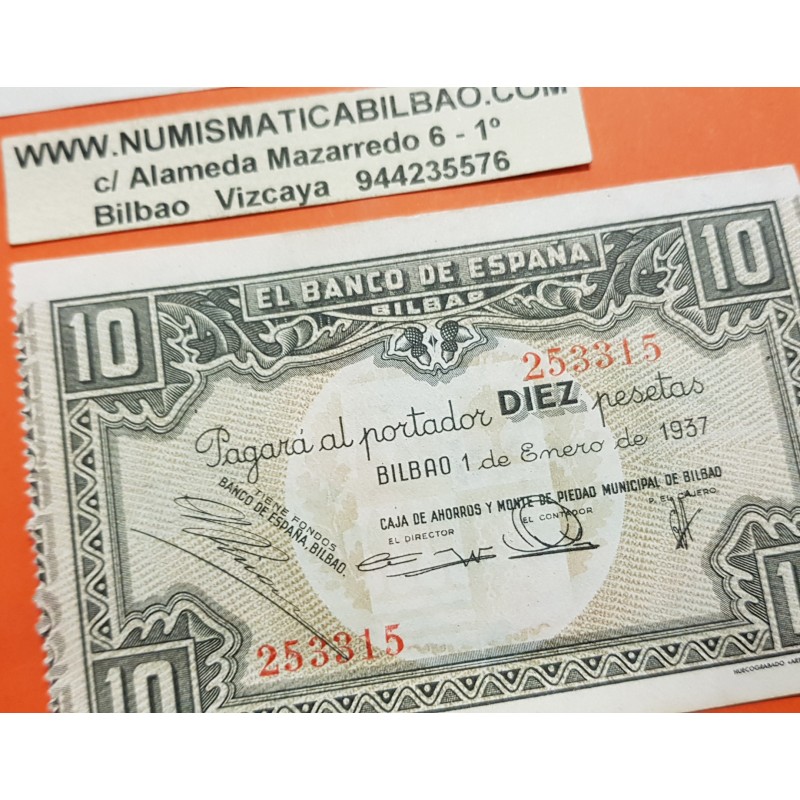 WWW.NUMISMATICABILBAO.COM
c/ Alameda Mazarredo 6 - 1º
Bilbao Vizcaya 944235576
10
EL BANCO DE ESPAÑA
10
BILBAO
253315
Pagará al portador DIEZ pesetas
BILBAO 1 de Enero de 1937
TIENE FONDOS
BANCO DE ESPAÑA, BILBAO.
CAJA DE AHORROS Y MONTE DE PIEDAD MUNICIPAL DE BILBAO
EL DIRECTOR
EL CONTADOR
P. EL CAJERO
253315
10
1
HUECOGRABADO